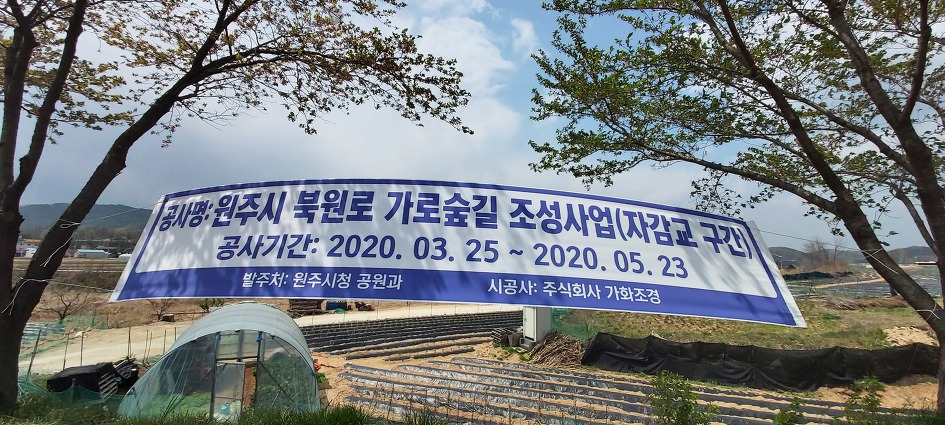 공사명: 원주시 북원로 가로숲길 조성사업(자감교 구간)
공사기간: 2020. 03. 25 ~ 2020. 05. 23
발주처: 원주시청 공원과 시공사: 주식회사 가화조경